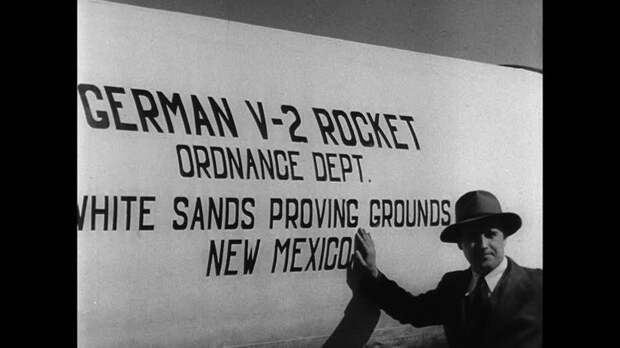 GERMAN V-2 ROCKET
ORDNANCE DEPT.
WHITE SANDS PROVING GROUNDS
NEW MEXICO